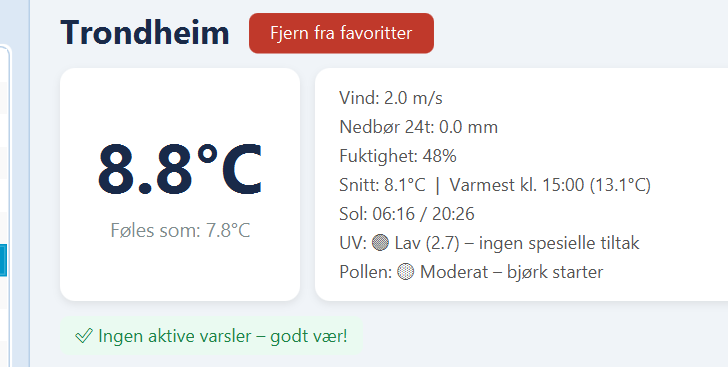 Trondheim
Fjern fra favoritter
8.8°C
Føles som: 7.8°C
Vind: 2.0 m/s
Nedbør 24t: 0.0 mm
Fuktighet: 48%
Snitt: 8.1°C | Varmest kl. 15:00 (13.1°C)
Sol: 06:16 / 20:26
UV: Lav (2.7) – ingen spesielle tiltak
Pollen: Moderat – bjørk starter
Ingen aktive varsler – godt vær!